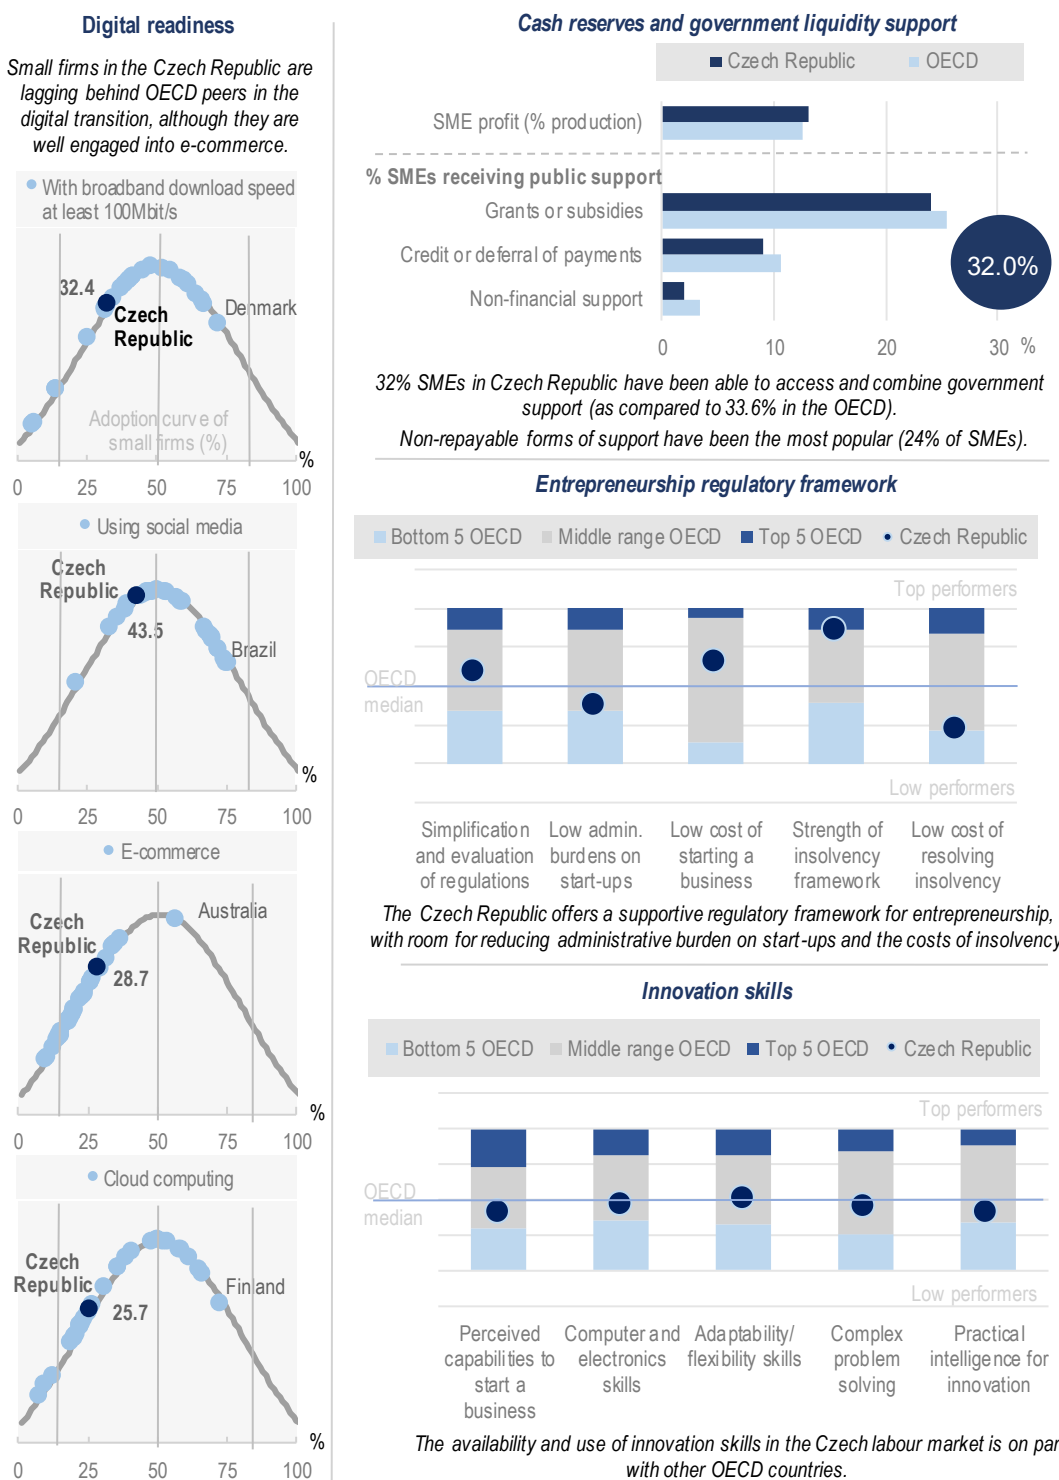 Digital readiness
Small firms in the Czech Republic are
lagging behind OECD peers in the
digital transition, although they are
well engaged into e-commerce.
With broadband download speed
at least 100Mbit/s
32.4
Czech
Republic
Denmark
Adoption curve of
small firms (%)
%
0 25 50 75 100
Using social media
Czech
Republic
43.5
Brazil
%
0 25 50 75 100
E-commerce
Czech
Republic
28.7
Australia
%
0 25 50 75 100
Cloud computing
Czech
Republic
25.7
Finland
%
0 25 50 75 100
Cash reserves and government liquidity support
Czech Republic OECD
SME profit (% production)
% SMEs receiving public support
Grants or subsidies
Credit or deferral of payments
Non-financial support
32.0%
0 10 20 30 %
32% SMEs in Czech Republic have been able to access and combine government
support (as compared to 33.6% in the OECD).
Non-repayable forms of support have been the most popular (24% of SMEs).
Entrepreneurship regulatory framework
Bottom 5 OECD Middle range OECD Top 5 OECD Czech Republic
Top performers
OECD
median
Low performers
Simplification
and evaluation
of regulations
Low admin.
burdens on
start-ups
Low cost of
starting a
business
Strength of
insolvency
framework
Low cost of
resolving
insolvency
The Czech Republic offers a supportive regulatory framework for entrepreneurship,
with room for reducing administrative burden on start-ups and the costs of insolvency
Innovation skills
Bottom 5 OECD Middle range OECD Top 5 OECD Czech Republic
Top performers
OECD
median
Low performers
Perceived
capabilities to
start a
business
Computer and
electronics
skills
Adaptability/
flexibility skills
Complex
problem
solving
Practical
intelligence for
innovation
The availability and use of innovation skills in the Czech labour market is on par
with other OECD countries.